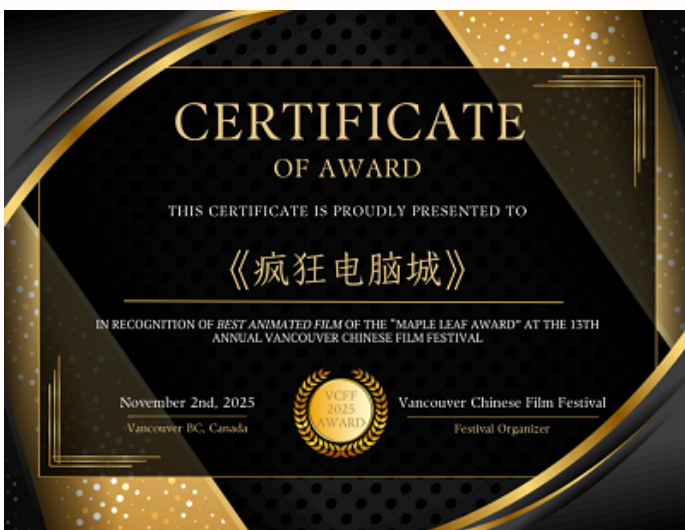 CERTIFICATE
OF AWARD
THIS CERTIFICATE IS PROUDLY PRESENTED TO
《疯狂电脑城》
IN RECOGNITION OF BEST ANIMATED FILM OF THE "MAPLE LEAF AWARD" AT THE 13TH
ANNUAL VANCOUVER CHINESE FILM FESTIVAL
November 2nd, 2025
Vancouver BC, Canada
VCFF
2025
AWARD
Vancouver Chinese Film Festival
Festival Organizer